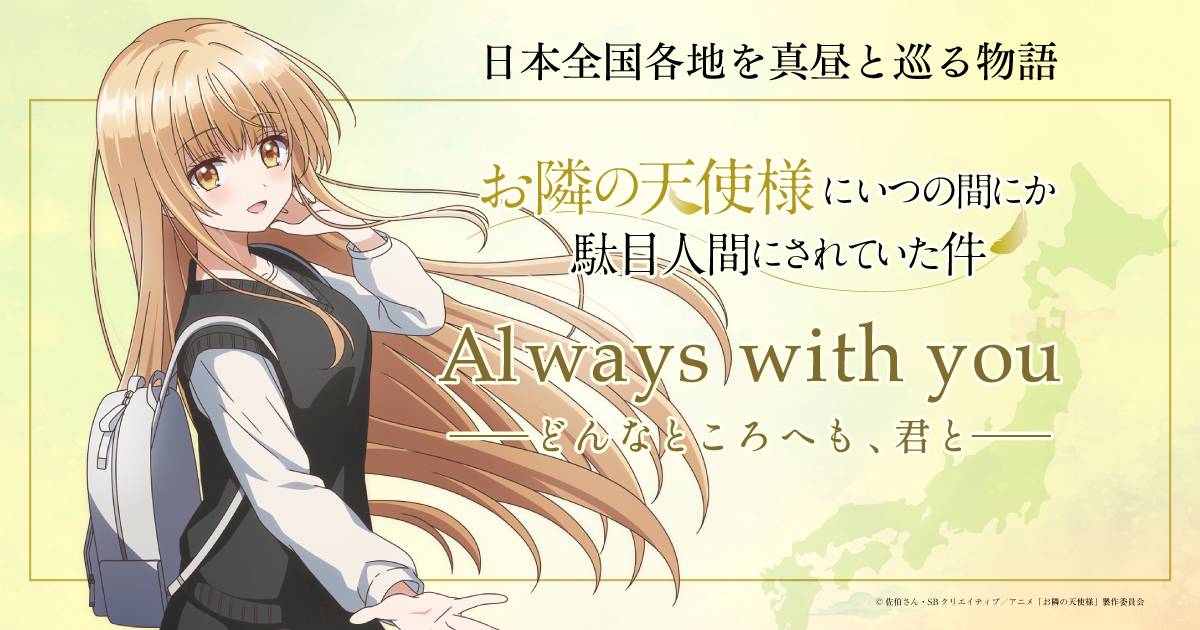 日本全国各地を真昼と巡る物語
お隣の天使様にいつの間にか
駄目人間にされていた件
Always with you
──どんなところへも、君と──
© 佐伯さん・SBクリエイティブ／アニメ「お隣の天使様」製作委員会